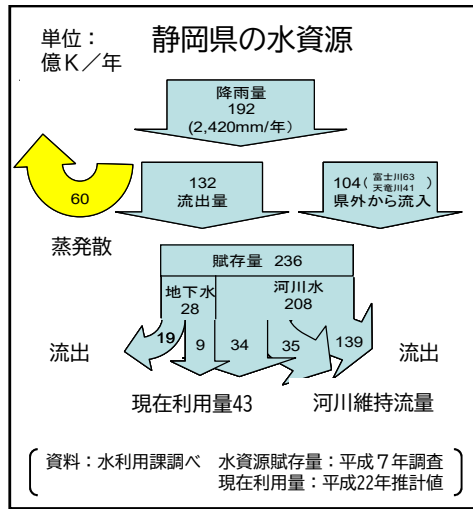 単位：
億K／年
静岡県の水資源
降雨量
192
(2,420mm/年)
60
蒸発散
132
流出量
104(富士川63 天竜川41)
県外から流入
賦存量 236
地下水
28
河川水
208
19
9
34
35
139
流出
流出
現在利用量43
河川維持流量
資料：水利用課調べ 水資源賦存量：平成７年調査
現在利用量：平成22年推計値